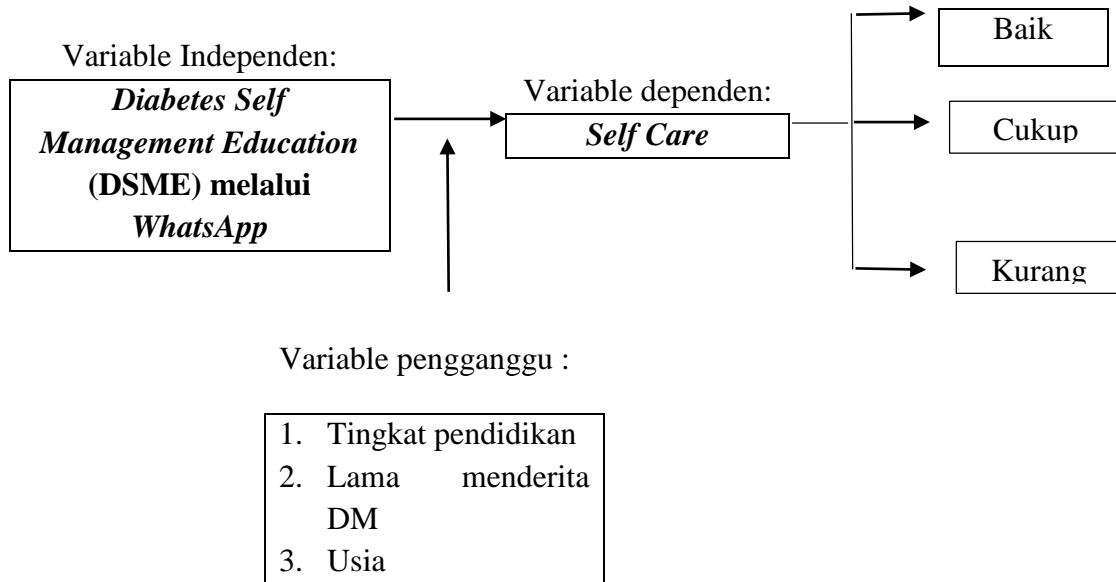 Variable Independen:
Diabetes Self
Management Education
(DSME) melalui
WhatsApp
Variable dependen:
Self Care
Baik
Cukup
Kurang
Variable pengganggu :
1. Tingkat pendidikan
2. Lama menderita
DM
3. Usia